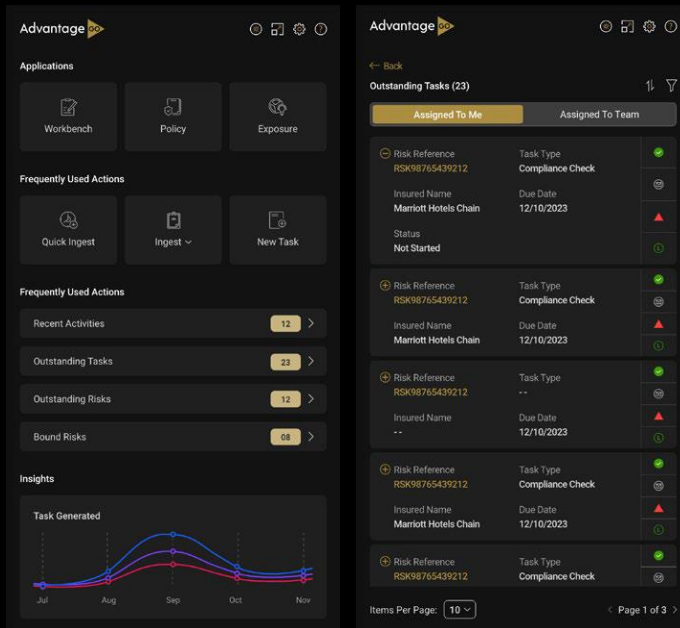 Advantage GO
Applications
Workbench
Policy
Exposure
Frequently Used Actions
Quick Ingest
Ingest
New Task
Frequently Used Actions
Recent Activities 12
Outstanding Tasks 23
Outstanding Risks 12
Bound Risks 08
Insights
Task Generated
Jul Aug Sep Oct Nov
Advantage GO
Back
Outstanding Tasks (23)
Assigned To Me Assigned To Team
Risk Reference Task Type
RSK98765439212 Compliance Check
Insured Name Due Date
Marriott Hotels Chain 12/10/2023
Status
Not Started
L
Risk Reference Task Type
RSK98765439212 Compliance Check
Insured Name Due Date
Marriott Hotels Chain 12/10/2023
L
Risk Reference Task Type
RSK98765439212 --
Insured Name Due Date
-- 12/10/2023
L
Risk Reference Task Type
RSK98765439212 Compliance Check
Insured Name Due Date
Marriott Hotels Chain 12/10/2023
L
Risk Reference Task Type
RSK98765439212 Compliance Check
Items Per Page: 10 Page 1 of 3